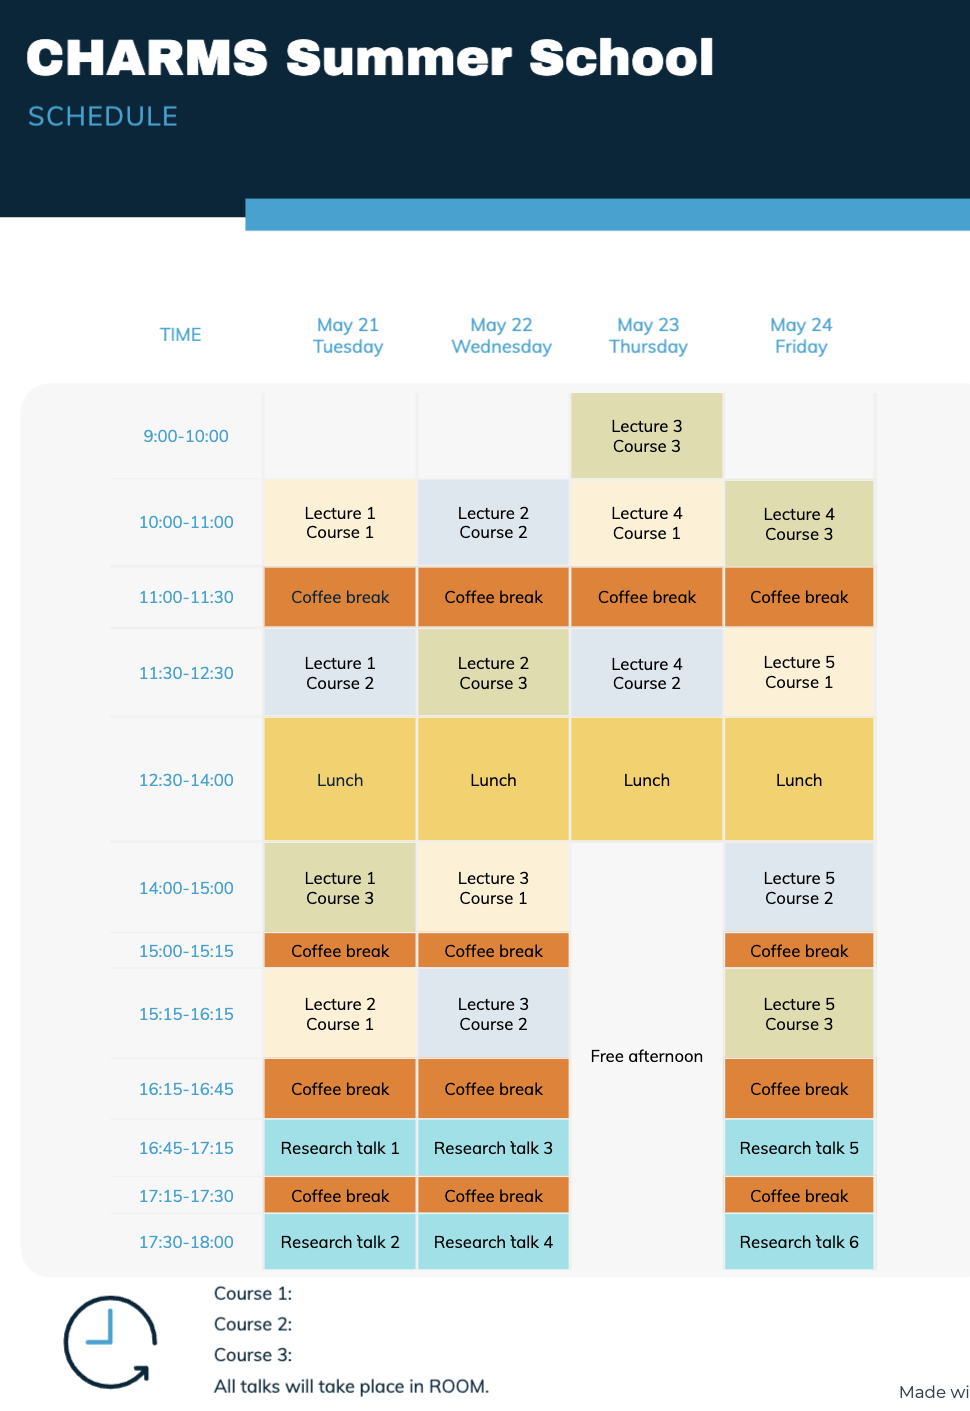 CHARMS Summer School
SCHEDULE
TIME
May 21
Tuesday
May 22
Wednesday
May 23
Thursday
May 24
Friday
9:00-10:00
Lecture 3
Course 3
10:00-11:00
Lecture 1
Course 1
Lecture 2
Course 2
Lecture 4
Course 1
Lecture 4
Course 3
11:00-11:30
Coffee break
Coffee break
Coffee break
Coffee break
11:30-12:30
Lecture 1
Course 2
Lecture 2
Course 3
Lecture 4
Course 2
Lecture 5
Course 1
12:30-14:00
Lunch
Lunch
Lunch
Lunch
14:00-15:00
Lecture 1
Course 3
Lecture 3
Course 1
Lecture 5
Course 2
15:00-15:15
Coffee break
Coffee break
Coffee break
15:15-16:15
Lecture 2
Course 1
Lecture 3
Course 2
Free afternoon
Lecture 5
Course 3
16:15-16:45
Coffee break
Coffee break
Coffee break
16:45-17:15
Research talk 1
Research talk 3
Research talk 5
17:15-17:30
Coffee break
Coffee break
Coffee break
17:30-18:00
Research talk 2
Research talk 4
Research talk 6
Course 1:
Course 2:
Course 3:
All talks will take place in ROOM.
Made wi